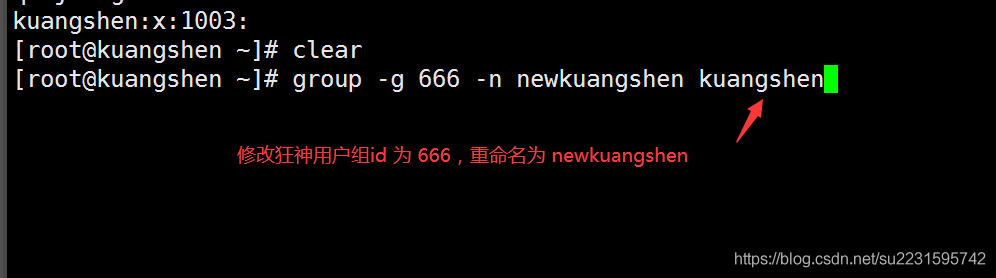 kuangshen:x:1003:
[root@kuangshen ~]# clear
[root@kuangshen ~]# group -g 666 -n newkuangshen kuangshen
修改狂神用户组id 为 666，重命名为 newkuangshen
https://blog.csdn.net/su2231595742